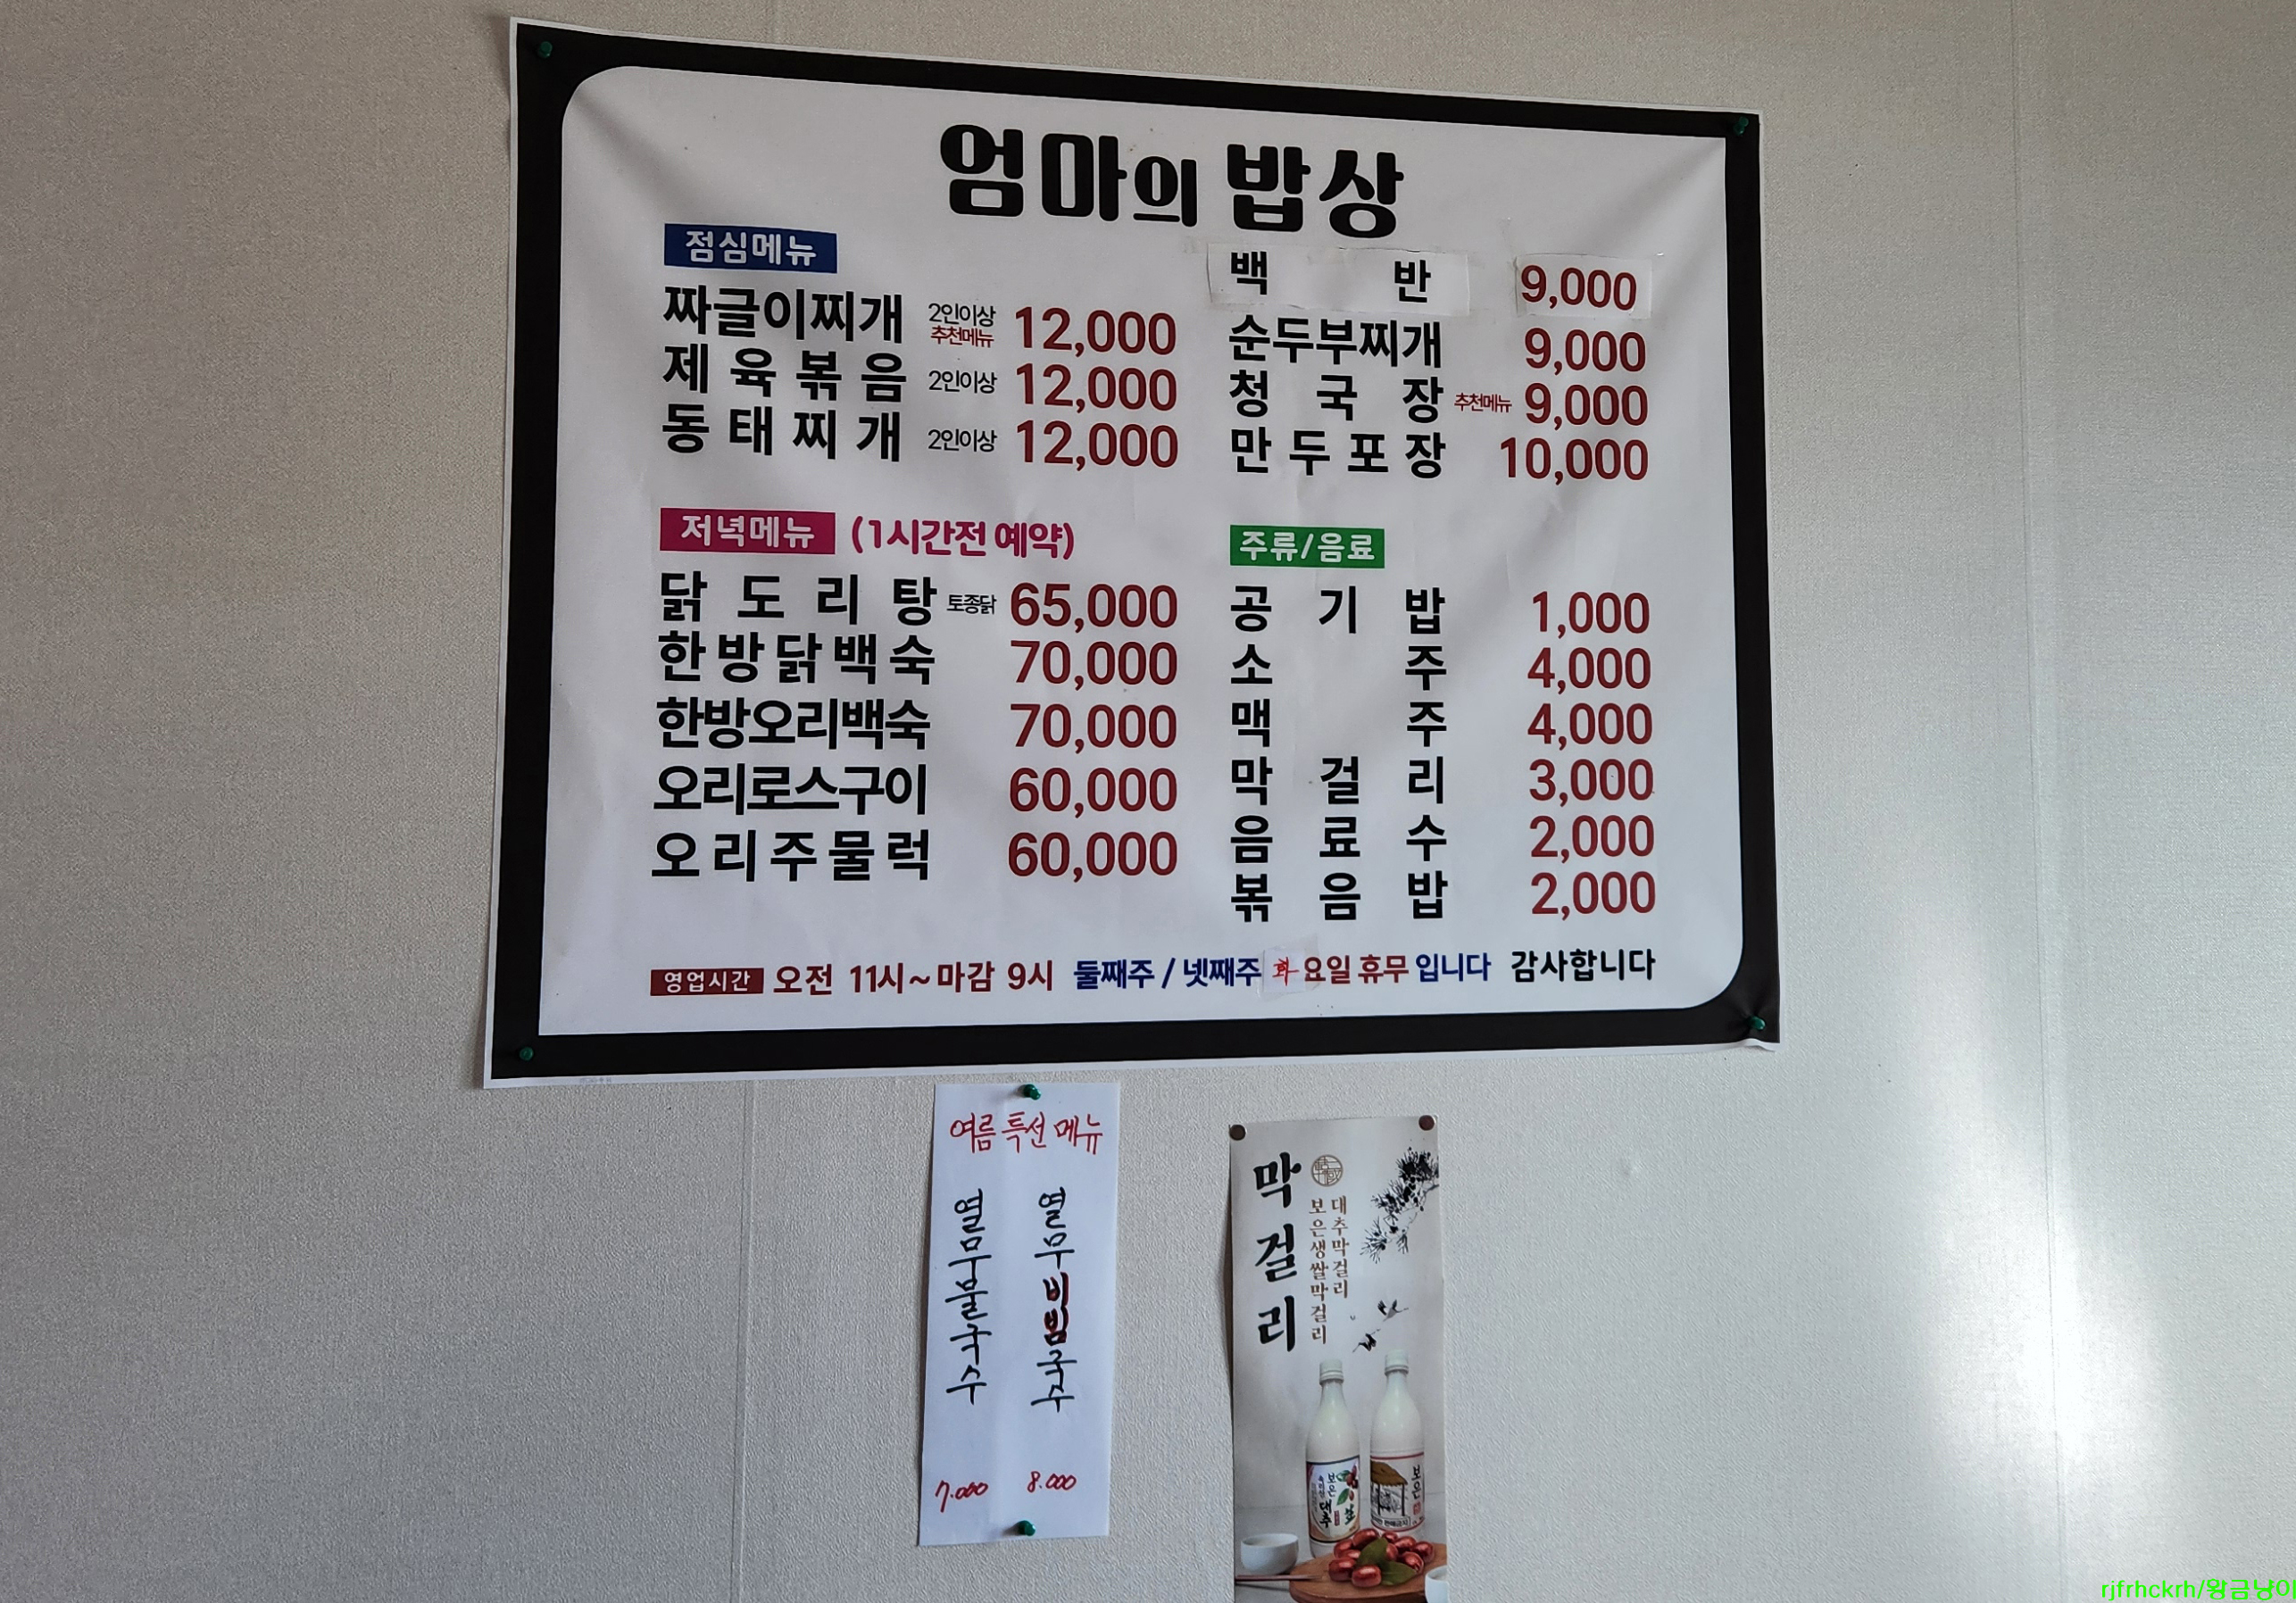 엄마의 밥상
점심메뉴
짜글이찌개 2인이상 추천메뉴 12,000
제육볶음 2인이상 12,000
동태찌개 2인이상 12,000
백반 9,000
순두부찌개 9,000
청국장 추천메뉴 9,000
만두포장 10,000
저녁메뉴 (1시간전 예약)
닭도리탕 토종닭 65,000
한방닭백숙 70,000
한방오리백숙 70,000
오리로스구이 60,000
오리주물럭 60,000
주류/음료
공기밥 1,000
소주 4,000
맥주 4,000
막걸리 3,000
음료수 2,000
볶음밥 2,000
영업시간 오전 11시~마감 9시 둘째주 / 넷째주 화요일 휴무 입니다 감사합니다
여름 특선 메뉴
열무물국수 7.000
열무비빔국수 8.000
막걸리
대추막걸리
보은생쌀막걸리
보은
대추
보은
rjfrhckrh/왕금냥이